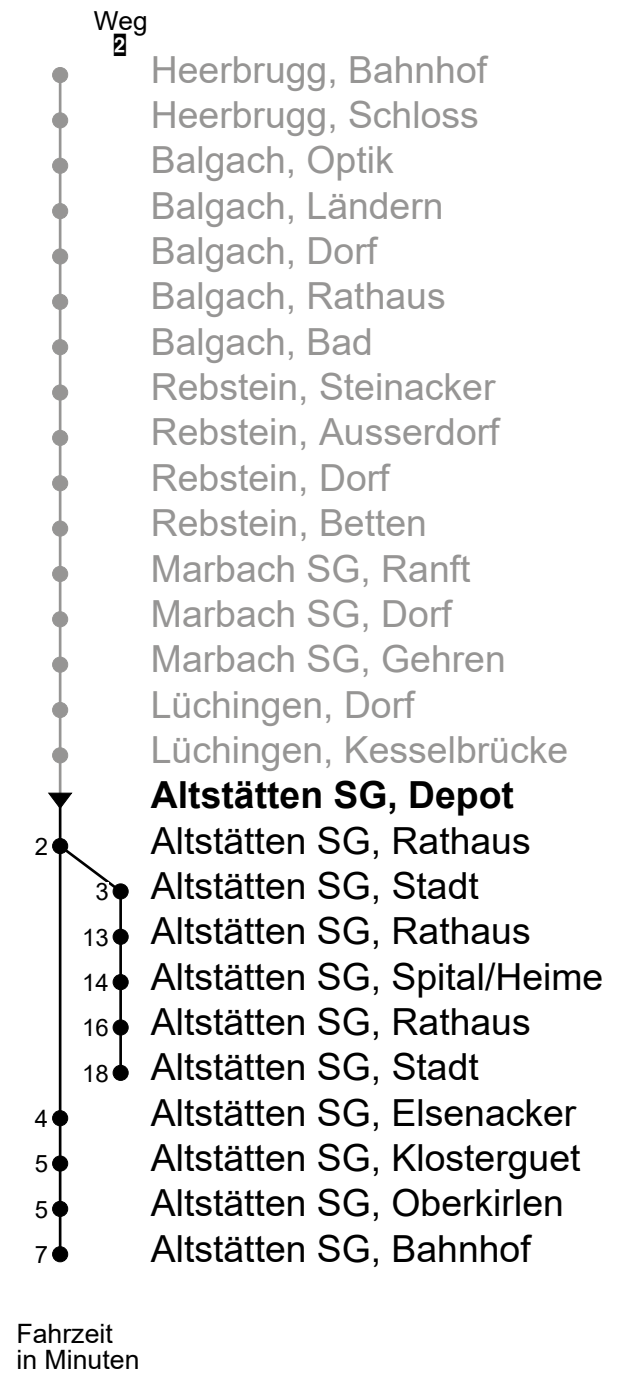 Weg
2
Heerbrugg, Bahnhof
Heerbrugg, Schloss
Balgach, Optik
Balgach, Ländern
Balgach, Dorf
Balgach, Rathaus
Balgach, Bad
Rebstein, Steinacker
Rebstein, Ausserdorf
Rebstein, Dorf
Rebstein, Betten
Marbach SG, Ranft
Marbach SG, Dorf
Marbach SG, Gehren
Lüchingen, Dorf
Lüchingen, Kesselbrücke
Altstätten SG, Depot
2 Altstätten SG, Rathaus
3 Altstätten SG, Stadt
13 Altstätten SG, Rathaus
14 Altstätten SG, Spital/Heime
16 Altstätten SG, Rathaus
18 Altstätten SG, Stadt
4 Altstätten SG, Elsenacker
5 Altstätten SG, Klosterguet
5 Altstätten SG, Oberkirlen
7 Altstätten SG, Bahnhof
Fahrzeit
in Minuten